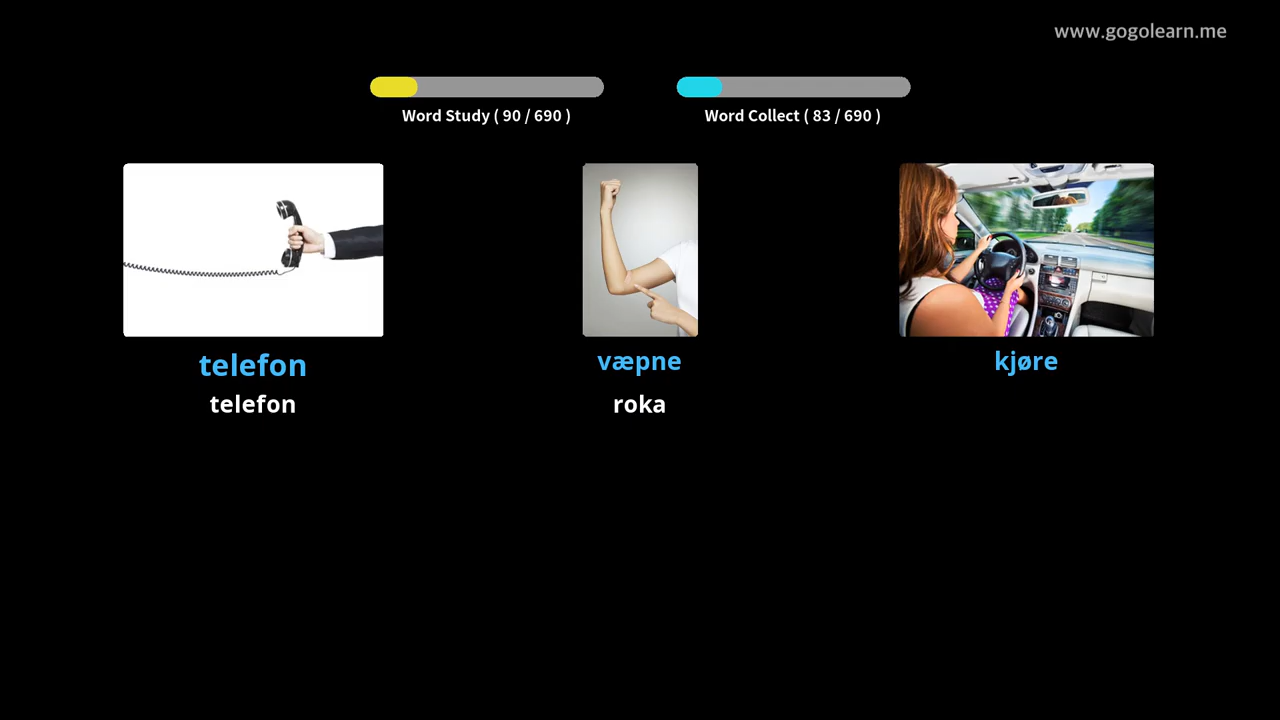 www.gogolearn.me
Word Study ( 90 / 690 )
Word Collect ( 83 / 690 )
telefon
telefon
væpne
roka
kjøre